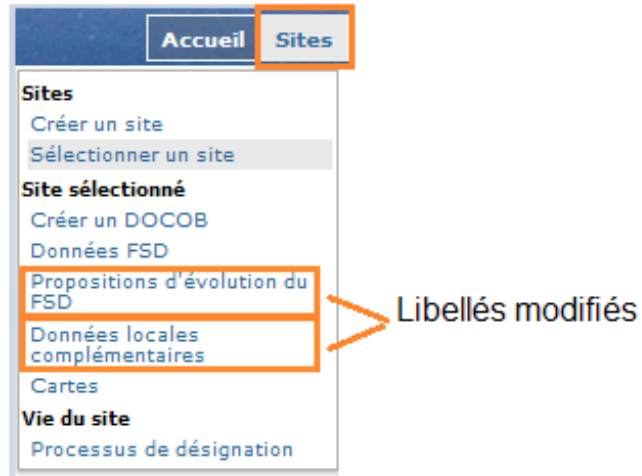 Accueil Sites
Sites
Créer un site
Sélectionner un site
Site sélectionné
Créer un DOCOB
Données FSD
Propositions d'évolution du
FSD
Libellés modifiés
Données locales
complémentaires
Cartes
Vie du site
Processus de désignation